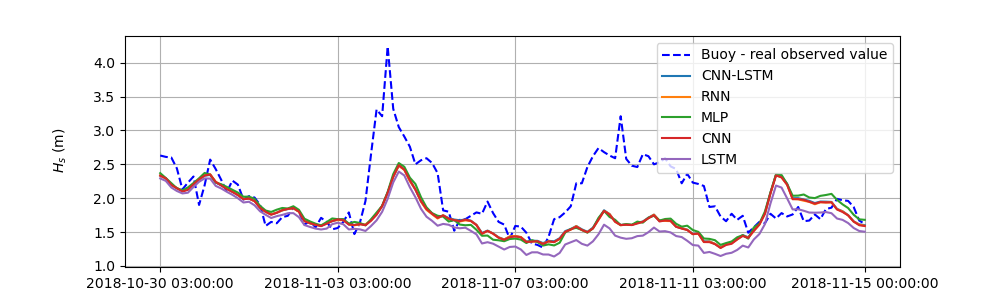 Buoy - real observed value
CNN-LSTM
RNN
MLP
CNN
LSTM
4.0
3.5
3.0
2.5
2.0
1.5
1.0
Hs (m)
2018-10-30 03:00:00
2018-11-03 03:00:00
2018-11-07 03:00:00
2018-11-11 03:00:00
2018-11-15 00:00:00